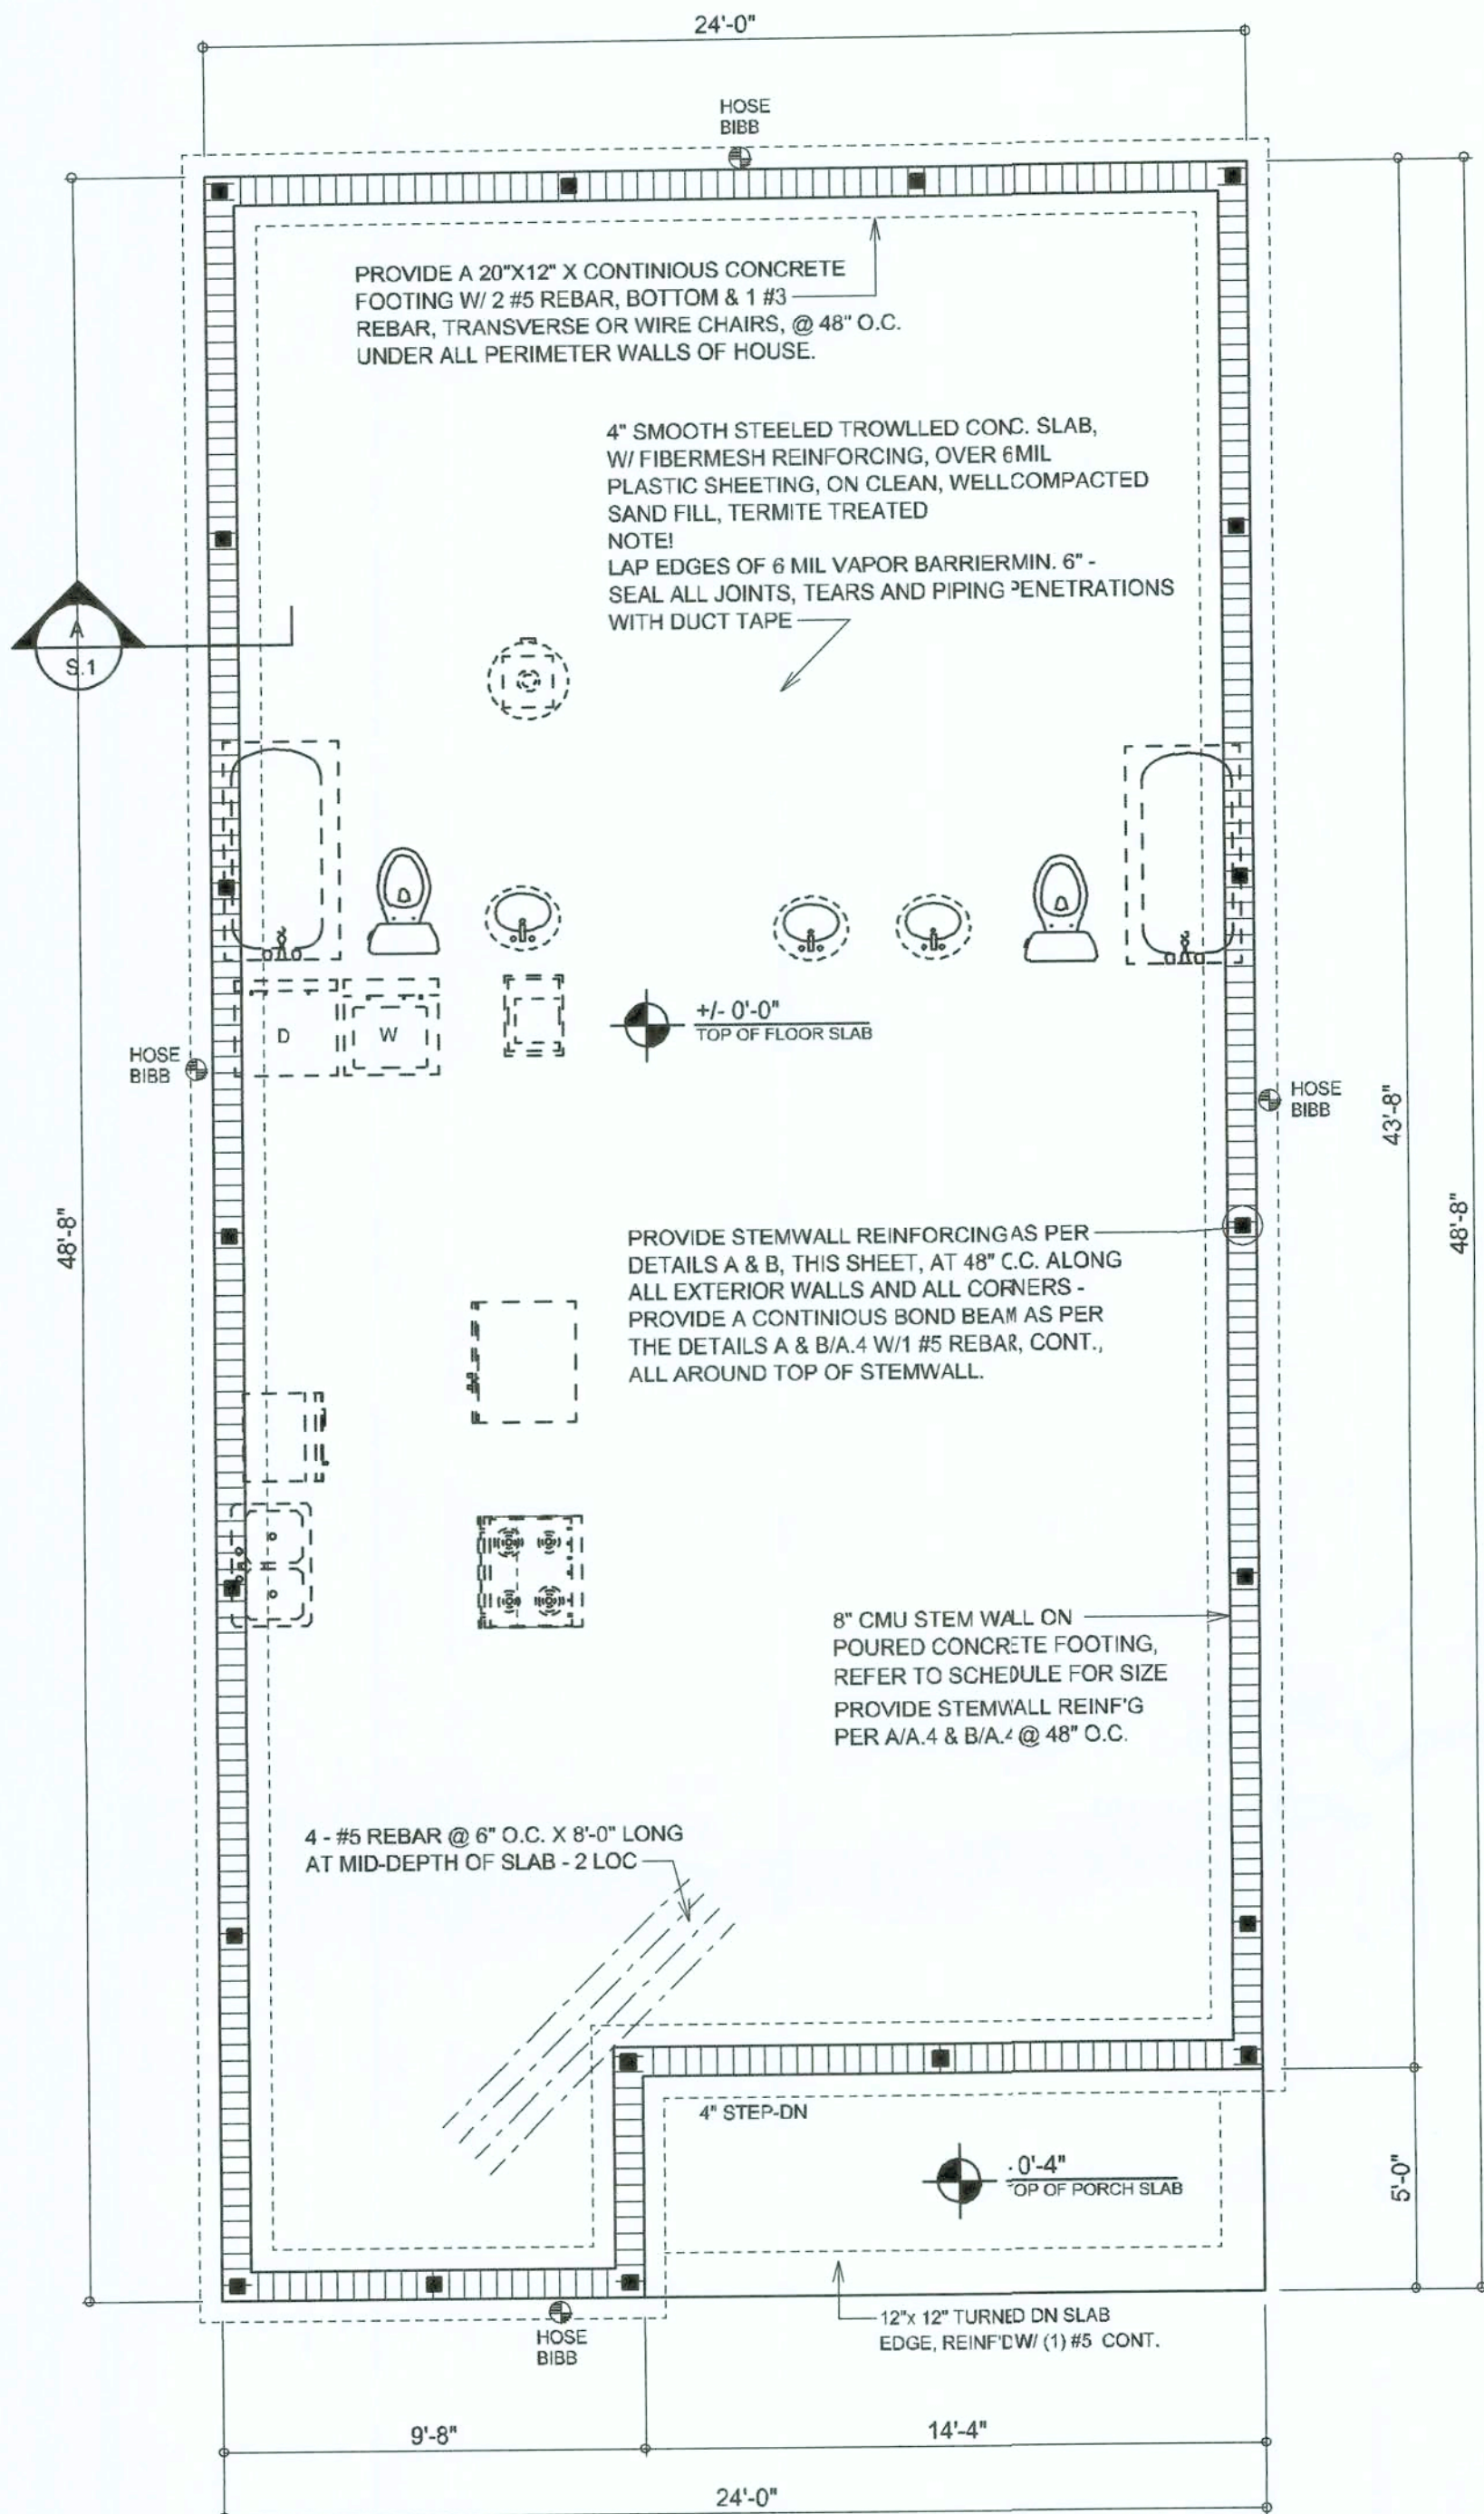 24'-0"
HOSE
BIBB
PROVIDE A 20"X12" X CONTINIOUS CONCRETE
FOOTING W/ 2 #5 REBAR, BOTTOM & 1 #3
REBAR, TRANSVERSE OR WIRE CHAIRS, @ 48" O.C.
UNDER ALL PERIMETER WALLS OF HOUSE.
4" SMOOTH STEELED TROWLLED CONC. SLAB,
W/ FIBERMESH REINFORCING, OVER 6MIL
PLASTIC SHEETING, ON CLEAN, WELLCOMPACTED
SAND FILL, TERMITE TREATED
NOTE!
LAP EDGES OF 6 MIL VAPOR BARRIERMIN. 6" -
SEAL ALL JOINTS, TEARS AND PIPING PENETRATIONS
WITH DUCT TAPE
A
S.1
+/- 0'-0"
TOP OF FLOOR SLAB
D
W
HOSE
BIBB
HOSE
BIBB
43'-8"
48'-8"
48'-8"
PROVIDE STEMWALL REINFORCINGAS PER
DETAILS A & B, THIS SHEET, AT 48" C.C. ALONG
ALL EXTERIOR WALLS AND ALL CORNERS -
PROVIDE A CONTINIOUS BOND BEAM AS PER
THE DETAILS A & B/A.4 W/1 #5 REBAR, CONT.,
ALL AROUND TOP OF STEMWALL.
8" CMU STEM WALL ON
POURED CONCRETE FOOTING,
REFER TO SCHEDULE FOR SIZE
PROVIDE STEMWALL REINF'G
PER A/A.4 & B/A.4 @ 48" O.C.
4 - #5 REBAR @ 6" O.C. X 8'-0" LONG
AT MID-DEPTH OF SLAB - 2 LOC
4" STEP-DN
- 0'-4"
TOP OF PORCH SLAB
5'-0"
12"x 12" TURNED DN SLAB
EDGE, REINF'D W/ (1) #5 CONT.
HOSE
BIBB
9'-8"
14'-4"
24'-0"